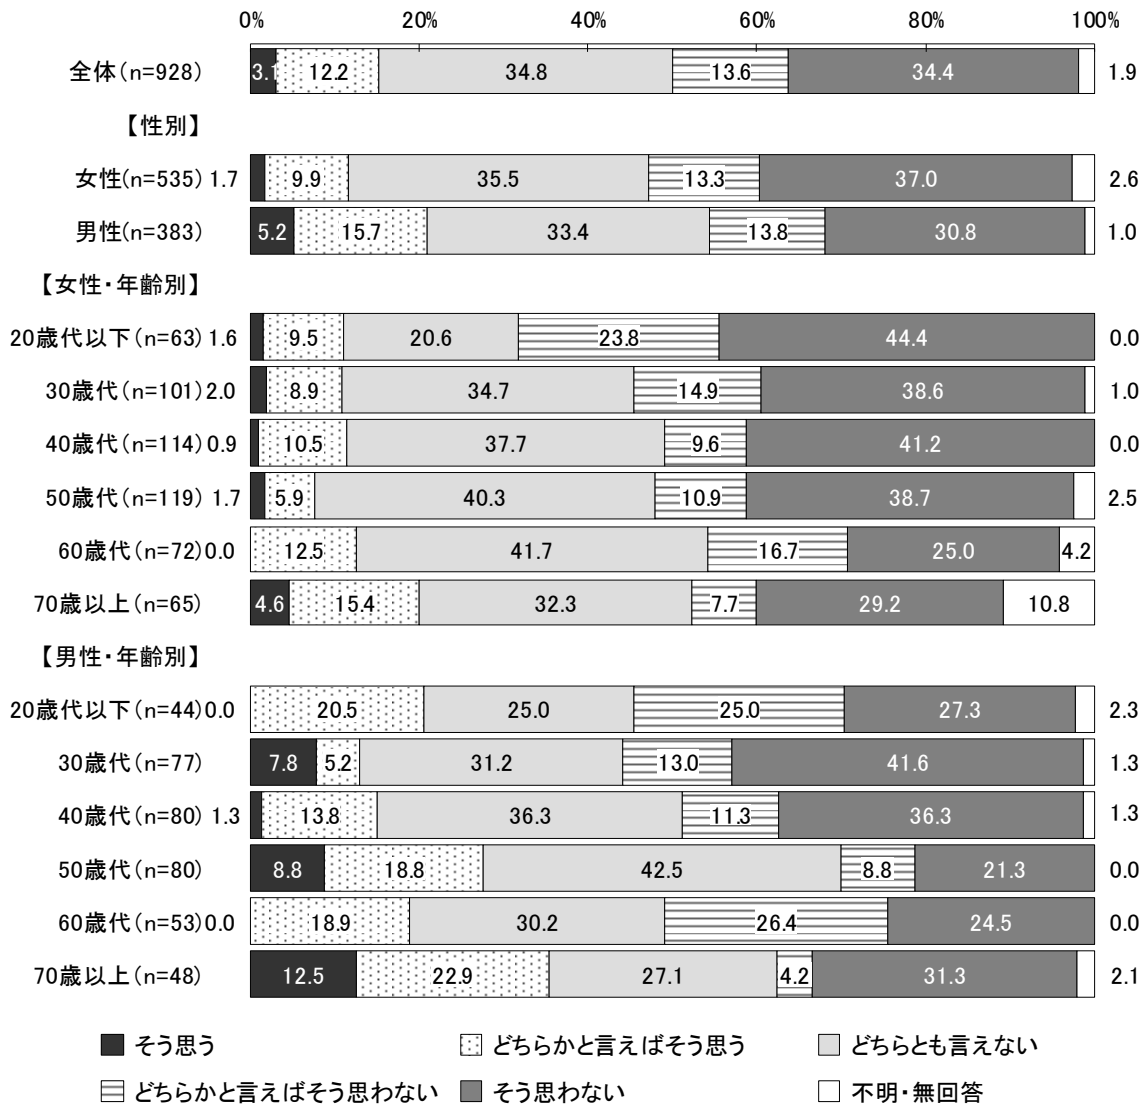 0% 20% 40% 60% 80% 100%
全体(n=928) 3.1 12.2 34.8 13.6 34.4 1.9
【性別】
女性(n=535) 1.7 9.9 35.5 13.3 37.0 2.6
男性(n=383) 5.2 15.7 33.4 13.8 30.8 1.0
【女性・年齢別】
20歳代以下(n=63) 1.6 9.5 20.6 23.8 44.4 0.0
30歳代(n=101) 2.0 8.9 34.7 14.9 38.6 1.0
40歳代(n=114) 0.9 10.5 37.7 9.6 41.2 0.0
50歳代(n=119) 1.7 5.9 40.3 10.9 38.7 2.5
60歳代(n=72) 0.0 12.5 41.7 16.7 25.0 4.2
70歳以上(n=65) 4.6 15.4 32.3 7.7 29.2 10.8
【男性・年齢別】
20歳代以下(n=44) 0.0 20.5 25.0 25.0 27.3 2.3
30歳代(n=77) 7.8 5.2 31.2 13.0 41.6 1.3
40歳代(n=80) 1.3 13.8 36.3 11.3 36.3 1.3
50歳代(n=80) 8.8 18.8 42.5 8.8 21.3 0.0
60歳代(n=53) 0.0 18.9 30.2 26.4 24.5 0.0
70歳以上(n=48) 12.5 22.9 27.1 4.2 31.3 2.1
そう思う どちらかと言えばそう思う どちらとも言えない
どちらかと言えばそう思わない そう思わない 不明・無回答